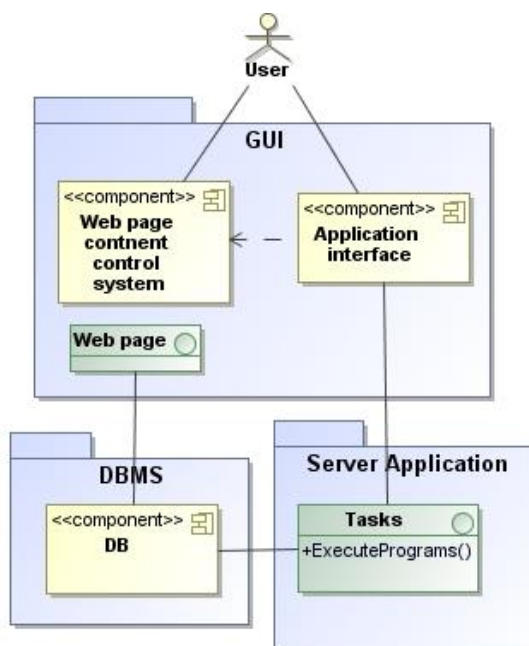 User
GUI
<<component>>
Web page
contnent
control
system
<<component>>
Application
interface
Web page
DBMS
<<component>>
DB
Server Application
Tasks
+ExecutePrograms()